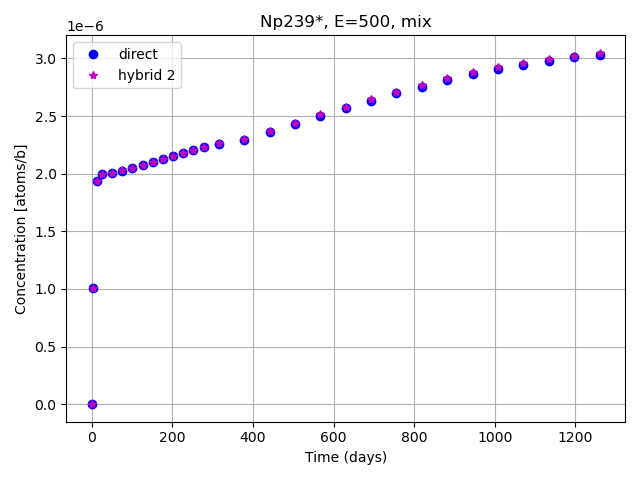 Np239*, E=500, mix
1e−6
direct
hybrid 2
3.0
2.5
2.0
1.5
1.0
0.5
0.0
Concentration [atoms/b]
0 200 400 600 800 1000 1200
Time (days)